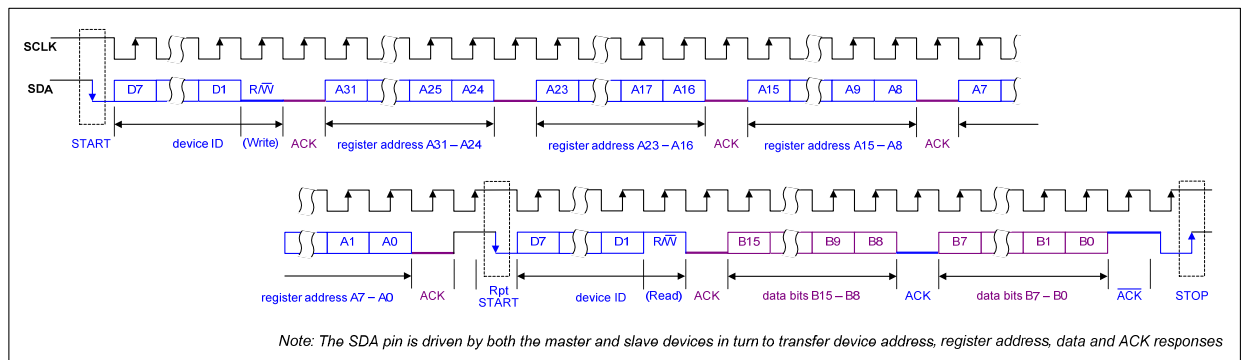 SCLK
SDA
D7 D1 R/W̅ A31 A25 A24 A23 A17 A16 A15 A9 A8 A7
START device ID (Write) ACK register address A31 – A24 register address A23 – A16 ACK register address A15 – A8 ACK
A1 A0 D7 D1 R/W̅ B15 B9 B8 B7 B1 B0
register address A7 – A0 ACK Rpt START device ID (Read) ACK data bits B15 – B8 ACK data bits B7 – B0 A̅C̅K̅ STOP
Note: The SDA pin is driven by both the master and slave devices in turn to transfer device address, register address, data and ACK responses